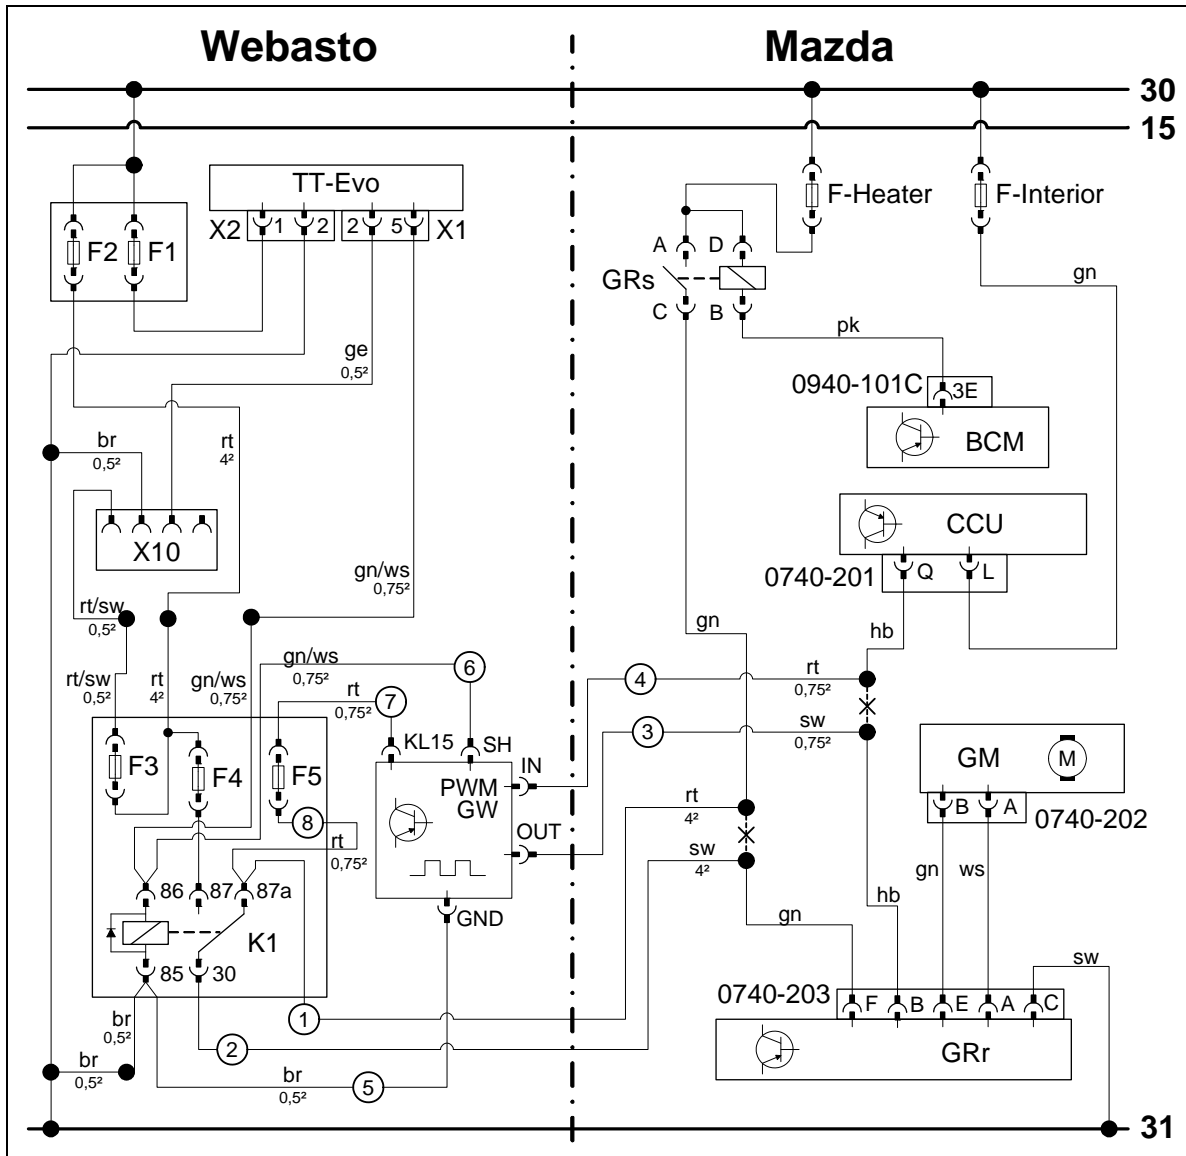 Webasto
Mazda
30
15
TT-Evo
X2
1
2
2
5
X1
F2
F1
F-Heater
F-Interior
A
D
GRs
C
B
gn
pk
ge
0,5²
0940-101C
3E
BCM
br
0,5²
rt
4²
X10
CCU
0740-201
Q
L
gn/ws
0,75²
rt/sw
0,5²
gn
hb
rt/sw
0,5²
rt
4²
gn/ws
0,75²
gn/ws
0,75²
6
4
rt
0,75²
rt
0,75²
7
3
sw
0,75²
KL15
SH
IN
F3
F4
F5
PWM
GW
GM
M
B
A
0740-202
rt
4²
8
OUT
rt
0,75²
sw
4²
gn
ws
86
87
87a
hb
GND
gn
K1
85
30
sw
0740-203
F
B
E
A
C
1
br
0,5²
2
GRr
br
0,5²
br
0,5²
5
31